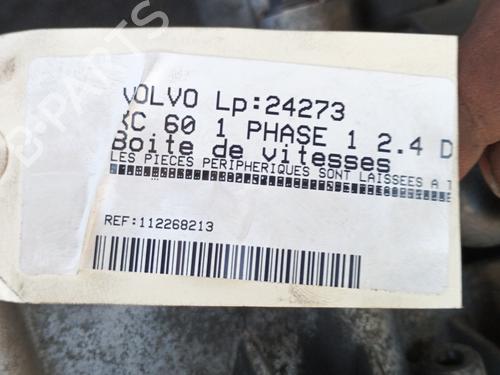 VOLVO Lp:24273
XC 60 1 PHASE 1 2.4 D
Boite de vitesses
LES PIECES PERIPHERIQUES SONT LAISSEES A T
REF:112268213
B-PARTS